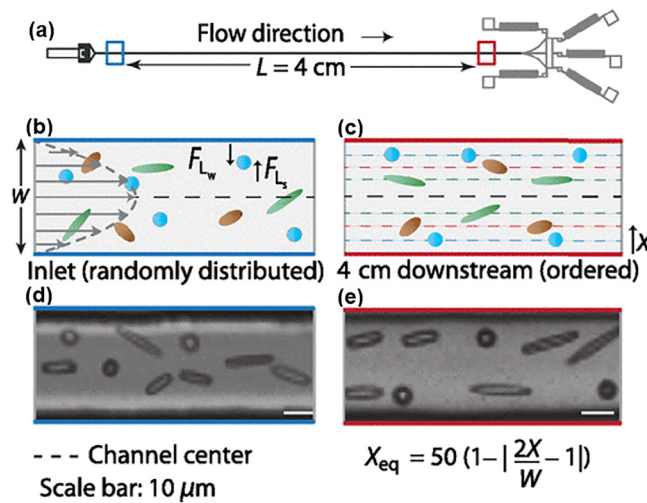 (a)
Flow direction
L = 4 cm
(b)
(c)
W
F_Lw
F_Ls
X
Inlet (randomly distributed)
4 cm downstream (ordered)
(d)
(e)
--- Channel center
Scale bar: 10 μm
X_eq = 50 (1−|2X/W − 1|)